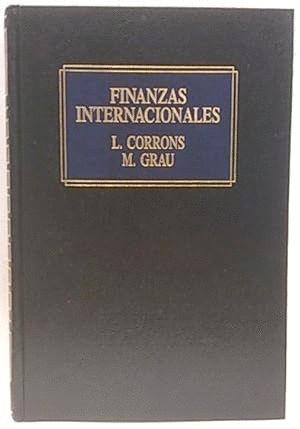 FINANZAS
INTERNACIONALES
L. CORRONS
M. GRAU